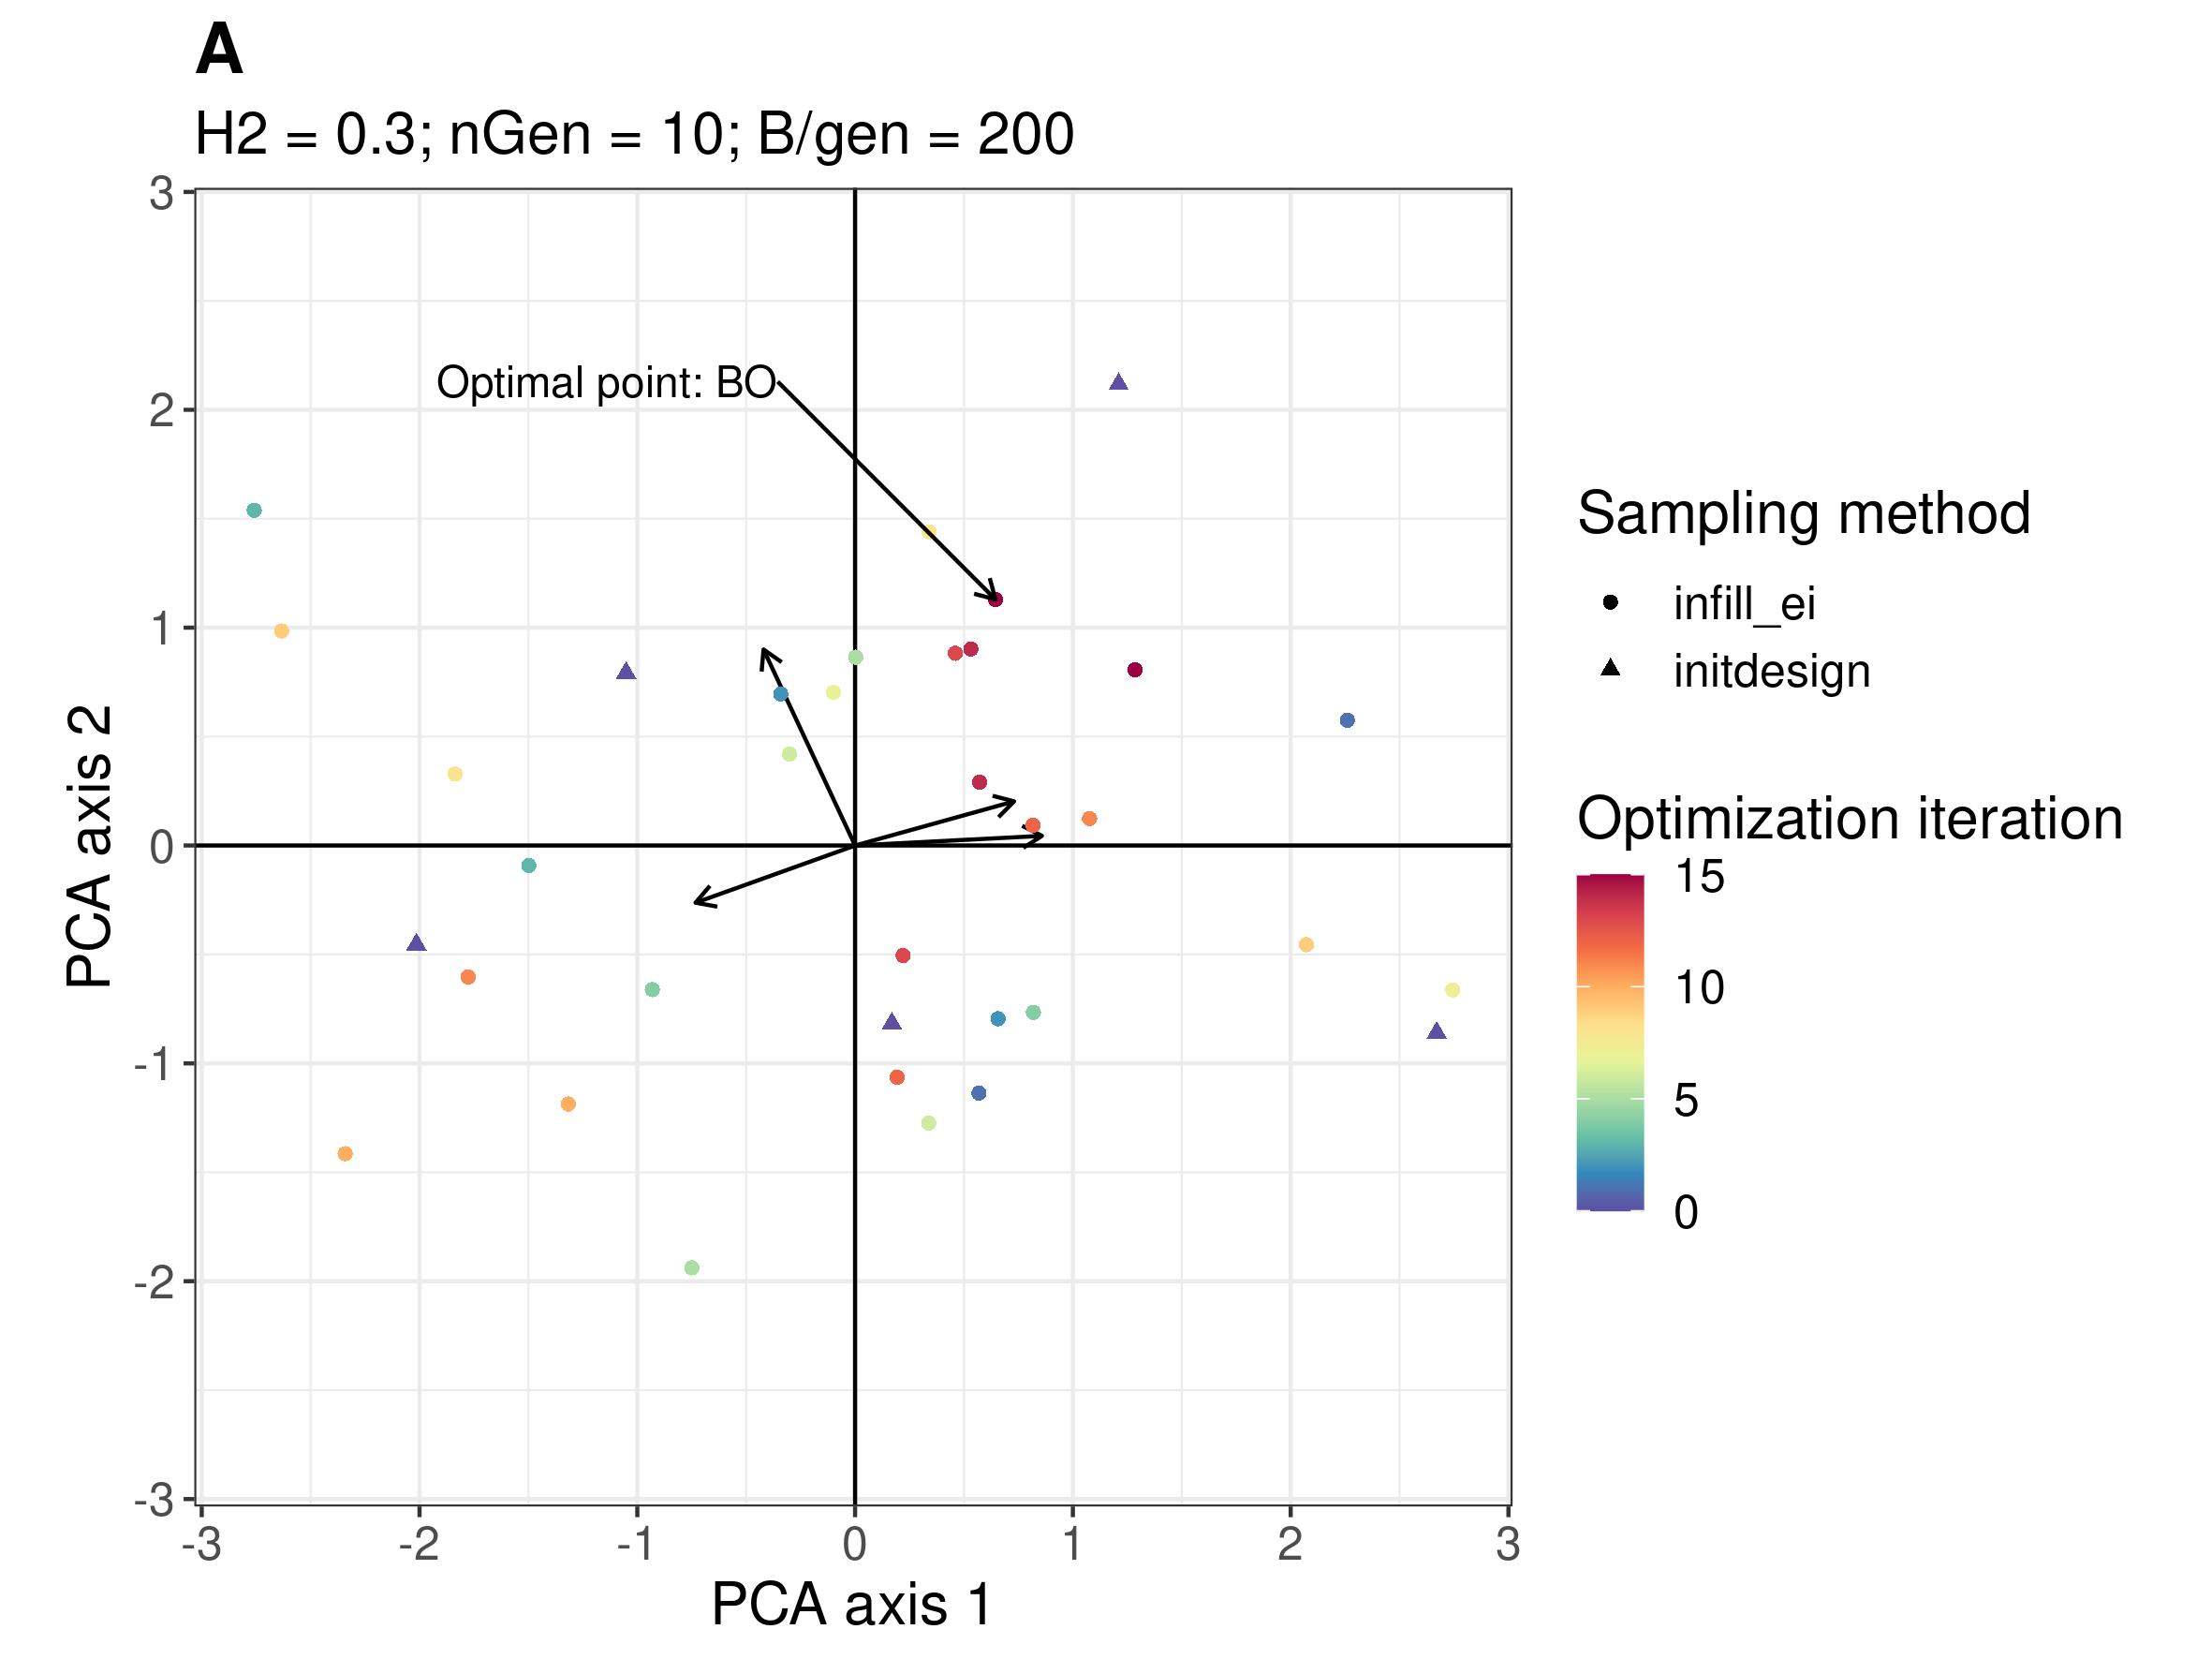 A
H2 = 0.3; nGen = 10; B/gen = 200
3
2
1
0
-1
-2
-3
PCA axis 2
Optimal point: BO
-3
-2
-1
0
1
2
3
PCA axis 1
Sampling method
infill_ei
initdesign
Optimization iteration
15
10
5
0